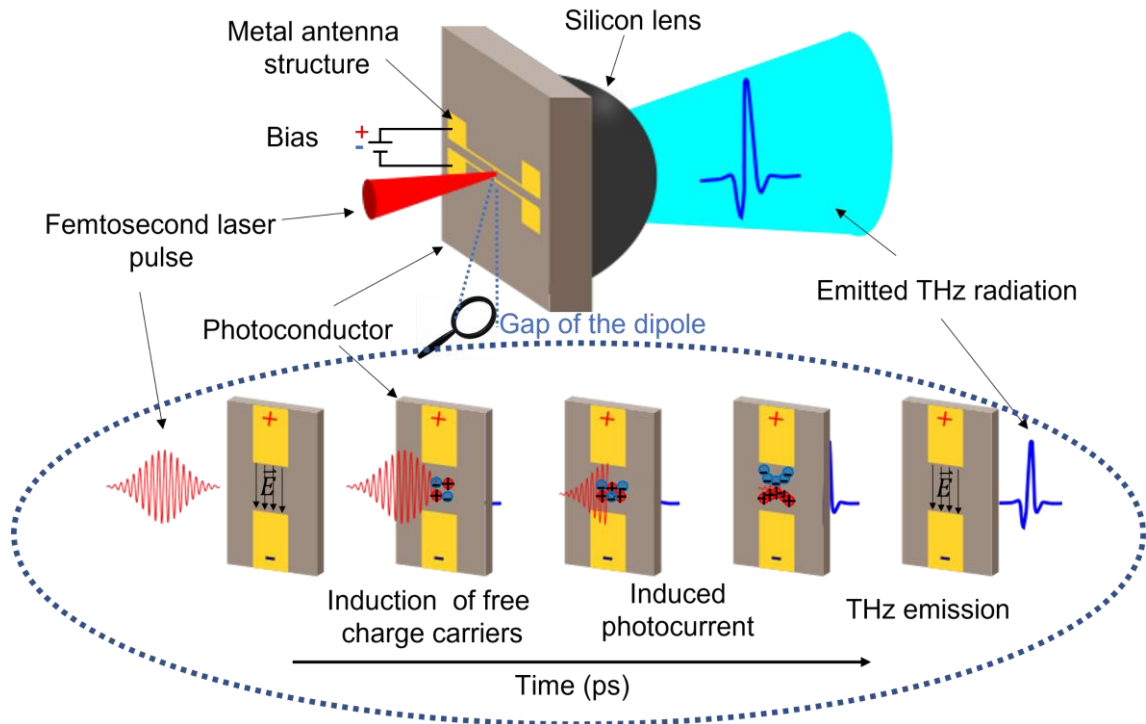 Silicon lens
Metal antenna
structure
Bias
+
-
Femtosecond laser
pulse
Emitted THz radiation
Photoconductor
Gap of the dipole
+
+
+
+
+
E
E
-
-
-
-
-
Induction of free
charge carriers
Induced
photocurrent
THz emission
Time (ps)